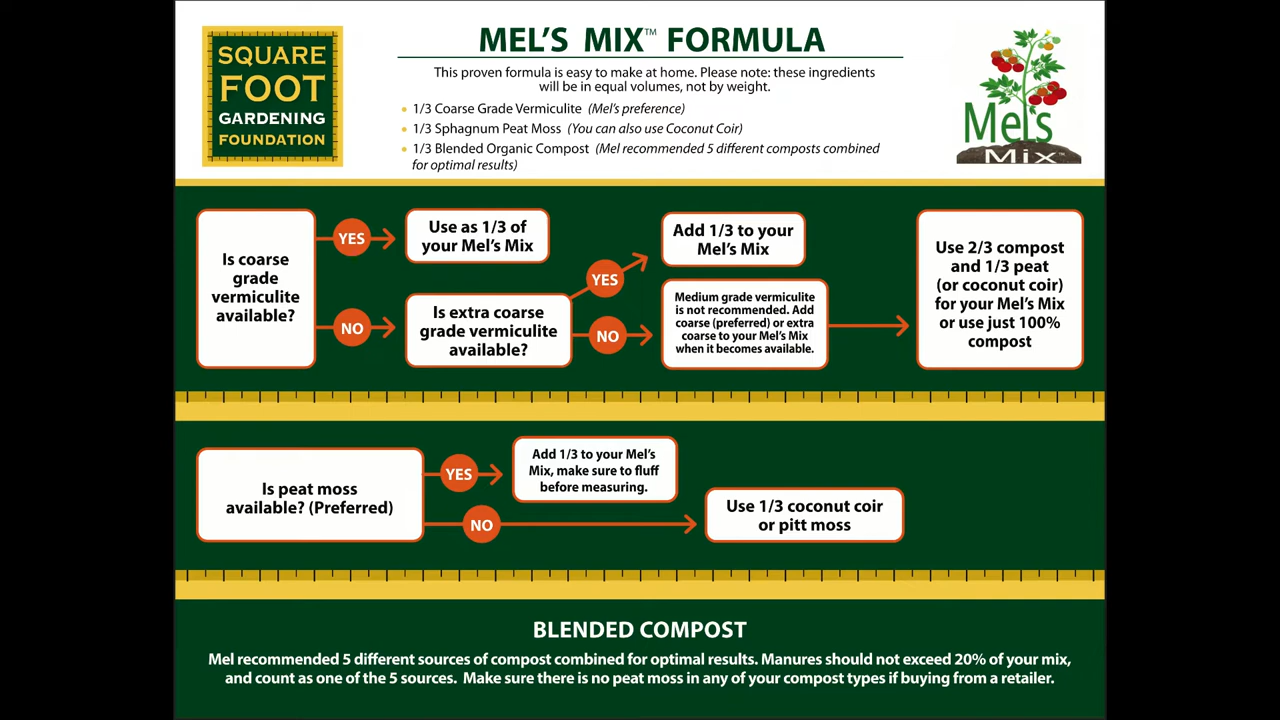 SQUARE
FOOT
GARDENING
FOUNDATION
MEL'S MIX™ FORMULA
This proven formula is easy to make at home. Please note: these ingredients
will be in equal volumes, not by weight.
• 1/3 Coarse Grade Vermiculite (Mel's preference)
• 1/3 Sphagnum Peat Moss (You can also use Coconut Coir)
• 1/3 Blended Organic Compost (Mel recommended 5 different composts combined
for optimal results)
Mel's
Mix™
Is coarse
grade
vermiculite
available?
YES
Use as 1/3 of
your Mel's Mix
NO
Is extra coarse
grade vermiculite
available?
YES
Add 1/3 to your
Mel's Mix
NO
Medium grade vermiculite
is not recommended. Add
coarse (preferred) or extra
coarse to your Mel's Mix
when it becomes available.
Use 2/3 compost
and 1/3 peat
(or coconut coir)
for your Mel's Mix
or use just 100%
compost
Is peat moss
available? (Preferred)
YES
Add 1/3 to your Mel's
Mix, make sure to fluff
before measuring.
NO
Use 1/3 coconut coir
or pitt moss
BLENDED COMPOST
Mel recommended 5 different sources of compost combined for optimal results. Manures should not exceed 20% of your mix,
and count as one of the 5 sources. Make sure there is no peat moss in any of your compost types if buying from a retailer.